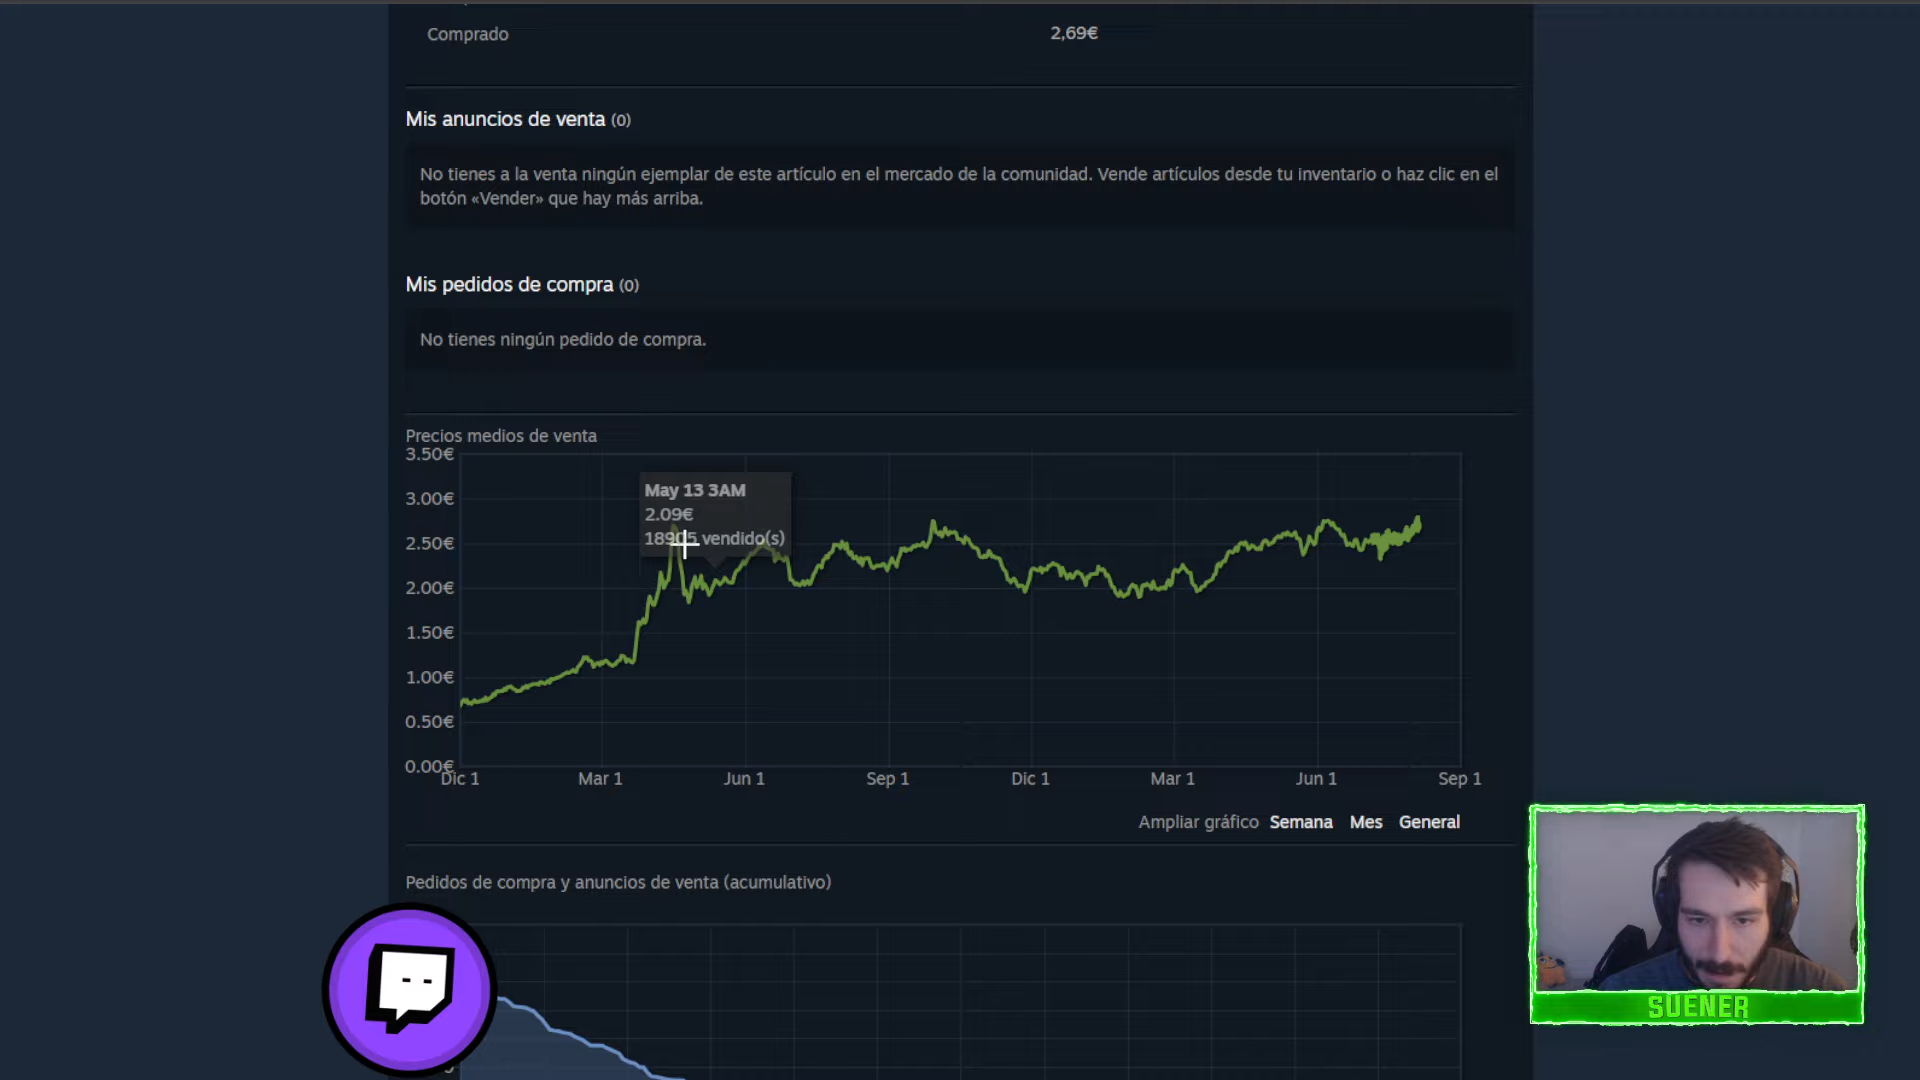 Comprado 2,69€
Mis anuncios de venta (0)
No tienes a la venta ningún ejemplar de este artículo en el mercado de la comunidad. Vende artículos desde tu inventario o haz clic en el
botón «Vender» que hay más arriba.
Mis pedidos de compra (0)
No tienes ningún pedido de compra.
Precios medios de venta
3.50€
3.00€
2.50€
2.00€
1.50€
1.00€
0.50€
0.00€
May 13 3AM
2.09€
18905 vendido(s)
Dic 1 Mar 1 Jun 1 Sep 1 Dic 1 Mar 1 Jun 1 Sep 1
Ampliar gráfico Semana Mes General
Pedidos de compra y anuncios de venta (acumulativo)
SUENER